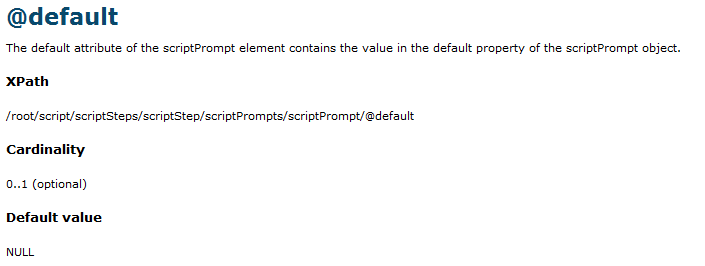 @default
The default attribute of the scriptPrompt element contains the value in the default property of the scriptPrompt object.
XPath
/root/script/scriptSteps/scriptStep/scriptPrompts/scriptPrompt/@default
Cardinality
0..1 (optional)
Default value
NULL